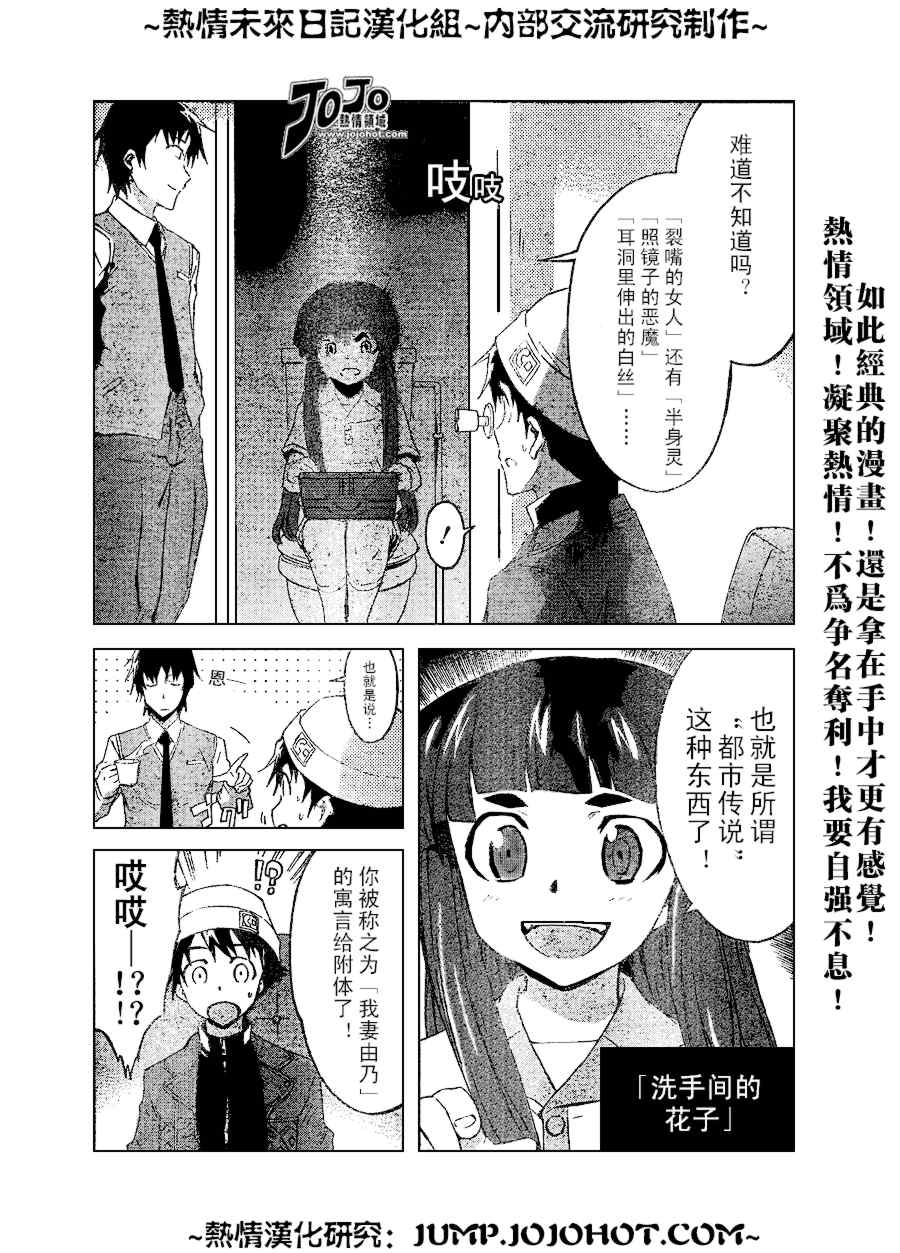 ~熱情未來日記漢化組~内部交流研究制作~
JOJO
熱情領域
www.jojohot.com
难道不知道吗？
「裂嘴的女人」还有「半身灵」
「照镜子的恶魔」
「耳洞里伸出的白丝」……
吱吱
！
如此經典的漫畫！還是拿在手中才更有感覺！
熱情領域！凝聚熱情！不爲争名奪利！我要自强不息！
也就是所谓
“都市传说”
这种东西了！
「洗手间的
花子」
也就是说…
恩
你被称之为「我妻由乃」
的寓言给附体了！
!?
哎
哎—
!?
!?
~熱情漢化研究：JUMP.JOJOHOT.COM~